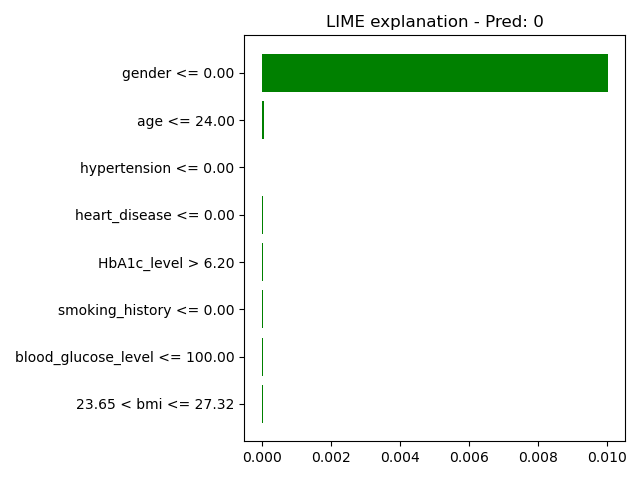 LIME explanation - Pred: 0
gender <= 0.00
age <= 24.00
hypertension <= 0.00
heart_disease <= 0.00
HbA1c_level > 6.20
smoking_history <= 0.00
blood_glucose_level <= 100.00
23.65 < bmi <= 27.32
0.000 0.002 0.004 0.006 0.008 0.010